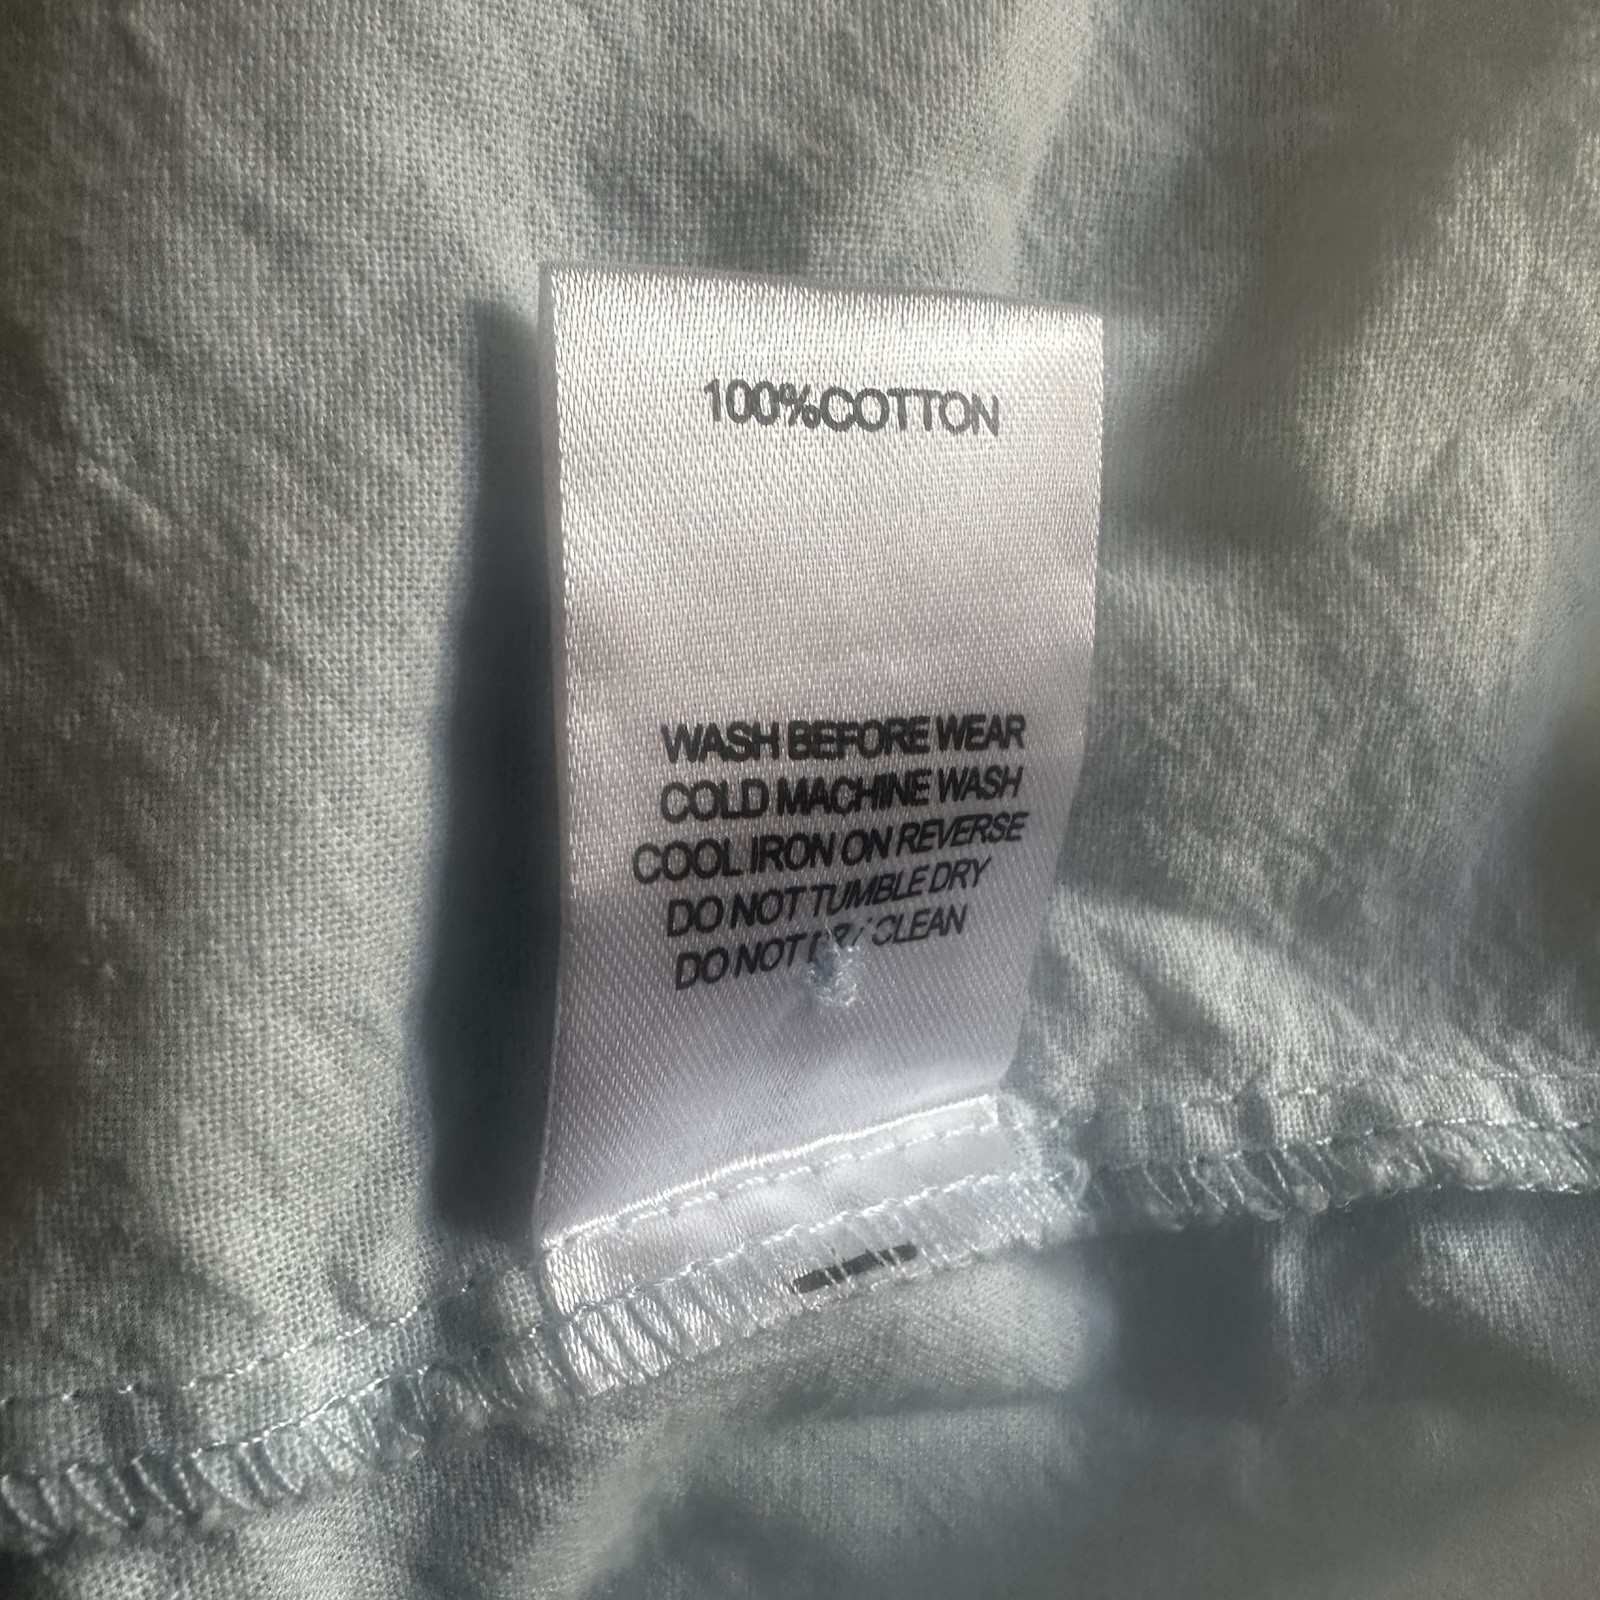 100%COTTON
WASH BEFORE WEAR
COLD MACHINE WASH
COOL IRON ON REVERSE
DO NOT TUMBLE DRY
DO NOT DRY CLEAN